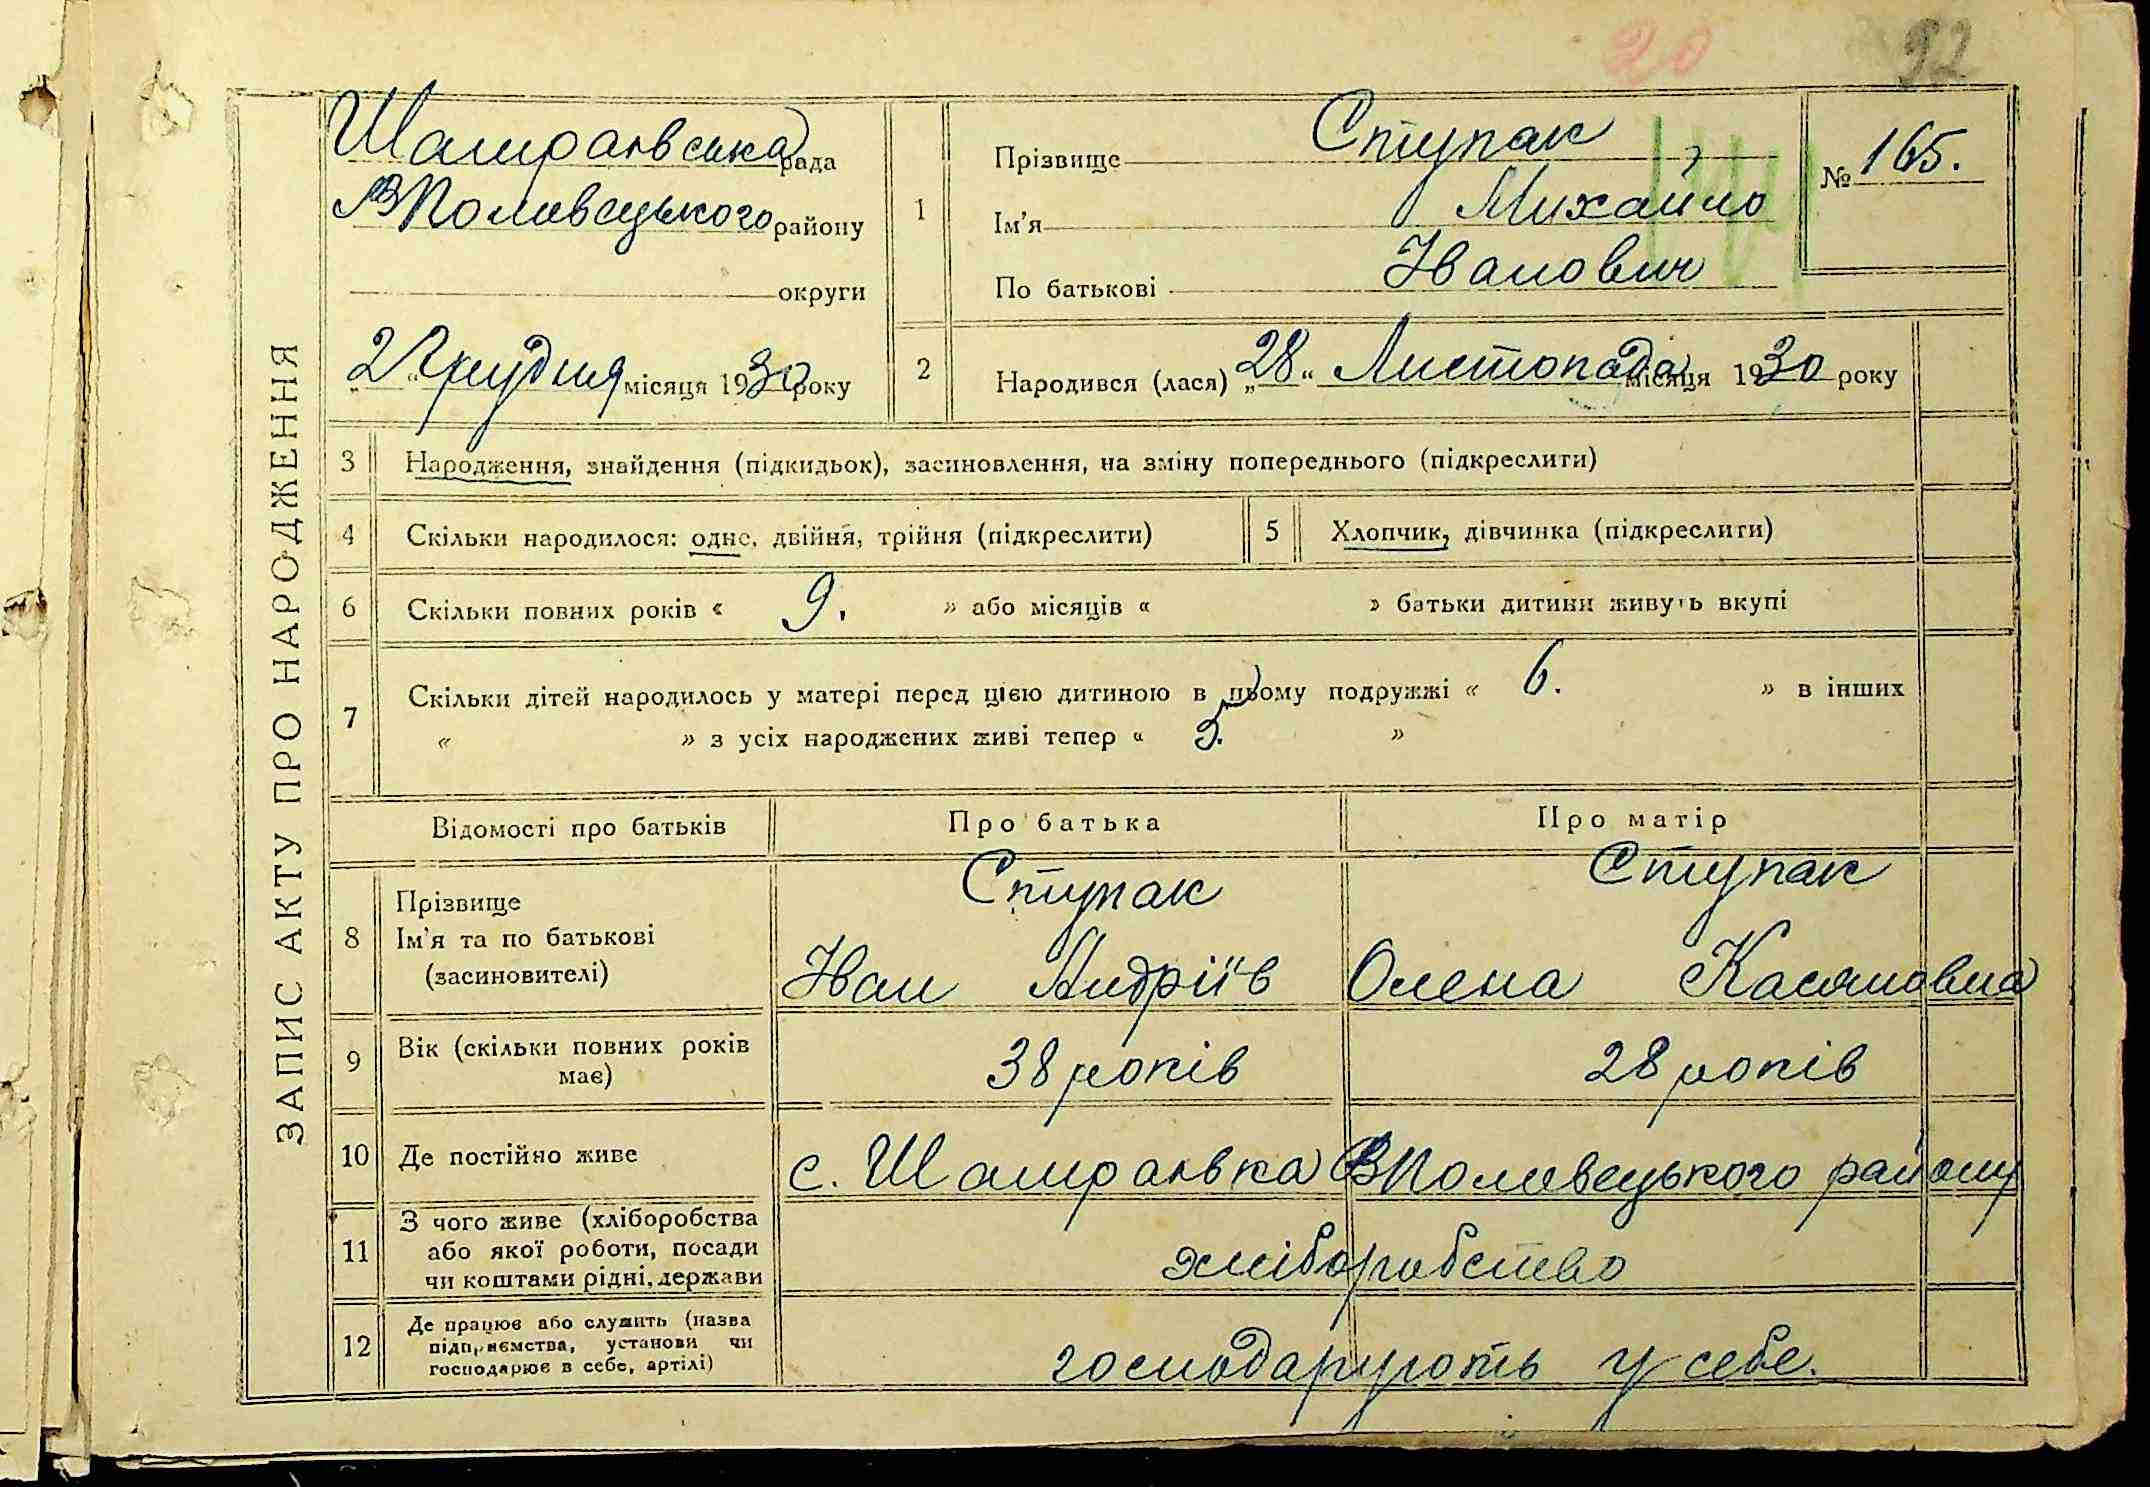 20
92
ЗАПИС АКТУ ПРО НАРОДЖЕННЯ
Шамраївська рада
ВПоловецького району
округи
„2“ Грудня місяця 1930 року
1
Прізвище Ступак
Ім'я Михайло
По батькові Іванович
№ 165.
2
Народився (лася) „28“ Листопада місяця 1930 року
3 Народження, знайдення (підкидьок), засиновлення, на зміну попереднього (підкреслити)
4 Скільки народилося: одне, двійня, трійня (підкреслити)
5 Хлопчик, дівчинка (підкреслити)
6 Скільки повних років « 9. » або місяців « » батьки дитини живуть вкупі
7 Скільки дітей народилось у матері перед цією дитиною в цьому подружжі « 6. » в інших
« » з усіх народжених живі тепер « 5. »
Відомості про батьків
Про батька
Про матір
8 Прізвище
Ім'я та по батькові
(засиновителі)
Ступак
Іван Андріїв
Ступак
Олена Касяновна
9 Вік (скільки повних років
має)
38 років
28 років
10 Де постійно живе
с. Шамраївка ВПоловецького району
11 З чого живе (хліборобства
або якої роботи, посади
чи коштами рідні, держави
хліборобство
12 Де працює або служить (назва
підприємства, установи чи
господарює в себе, артілі)
господарують у себе.